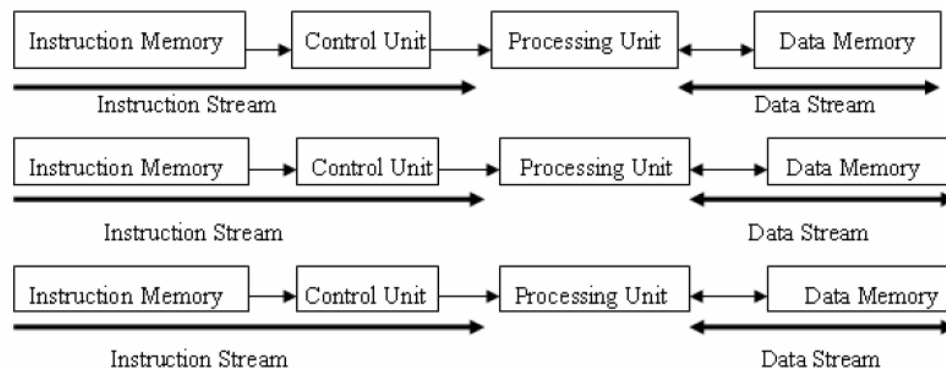 Instruction Memory Control Unit Processing Unit Data Memory
Instruction Stream Data Stream
Instruction Memory Control Unit Processing Unit Data Memory
Instruction Stream Data Stream
Instruction Memory Control Unit Processing Unit Data Memory
Instruction Stream Data Stream